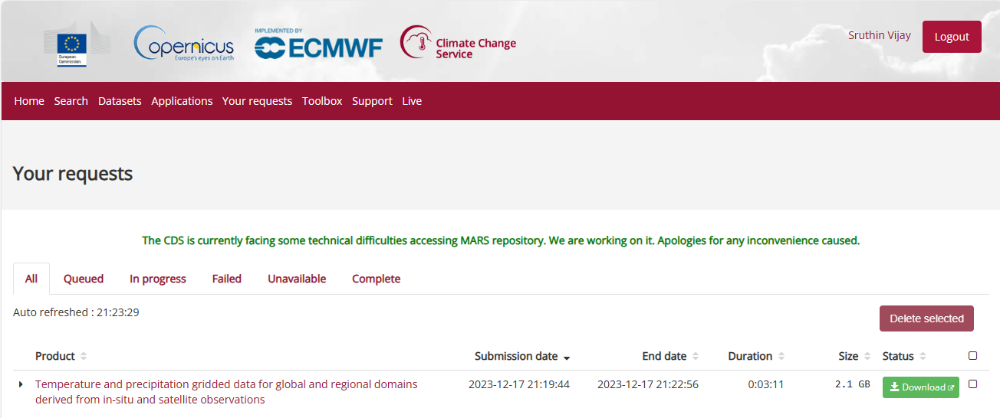 European
Commission
opernicus
Europe's eyes on Earth
IMPLEMENTED BY
ECMWF
Climate Change
Service
Sruthin Vijay
Logout
Home Search Datasets Applications Your requests Toolbox Support Live
Your requests
The CDS is currently facing some technical difficulties accessing MARS repository. We are working on it. Apologies for any inconvenience caused.
All Queued In progress Failed Unavailable Complete
Auto refreshed : 21:23:29
Delete selected
Product Submission date End date Duration Size Status
Temperature and precipitation gridded data for global and regional domains
derived from in-situ and satellite observations
2023-12-17 21:19:44 2023-12-17 21:22:56 0:03:11 2.1 GB Download